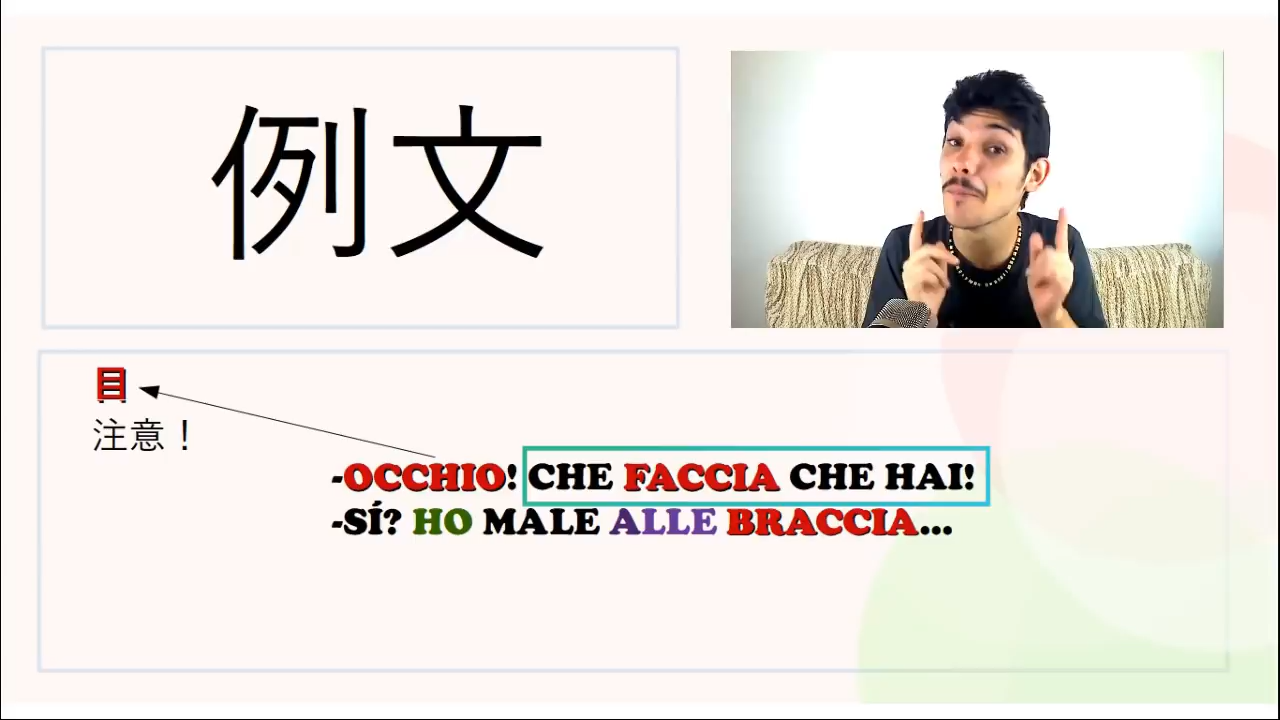 例文
目
注意！
-OCCHIO! CHE FACCIA CHE HAI!
-SÍ? HO MALE ALLE BRACCIA...